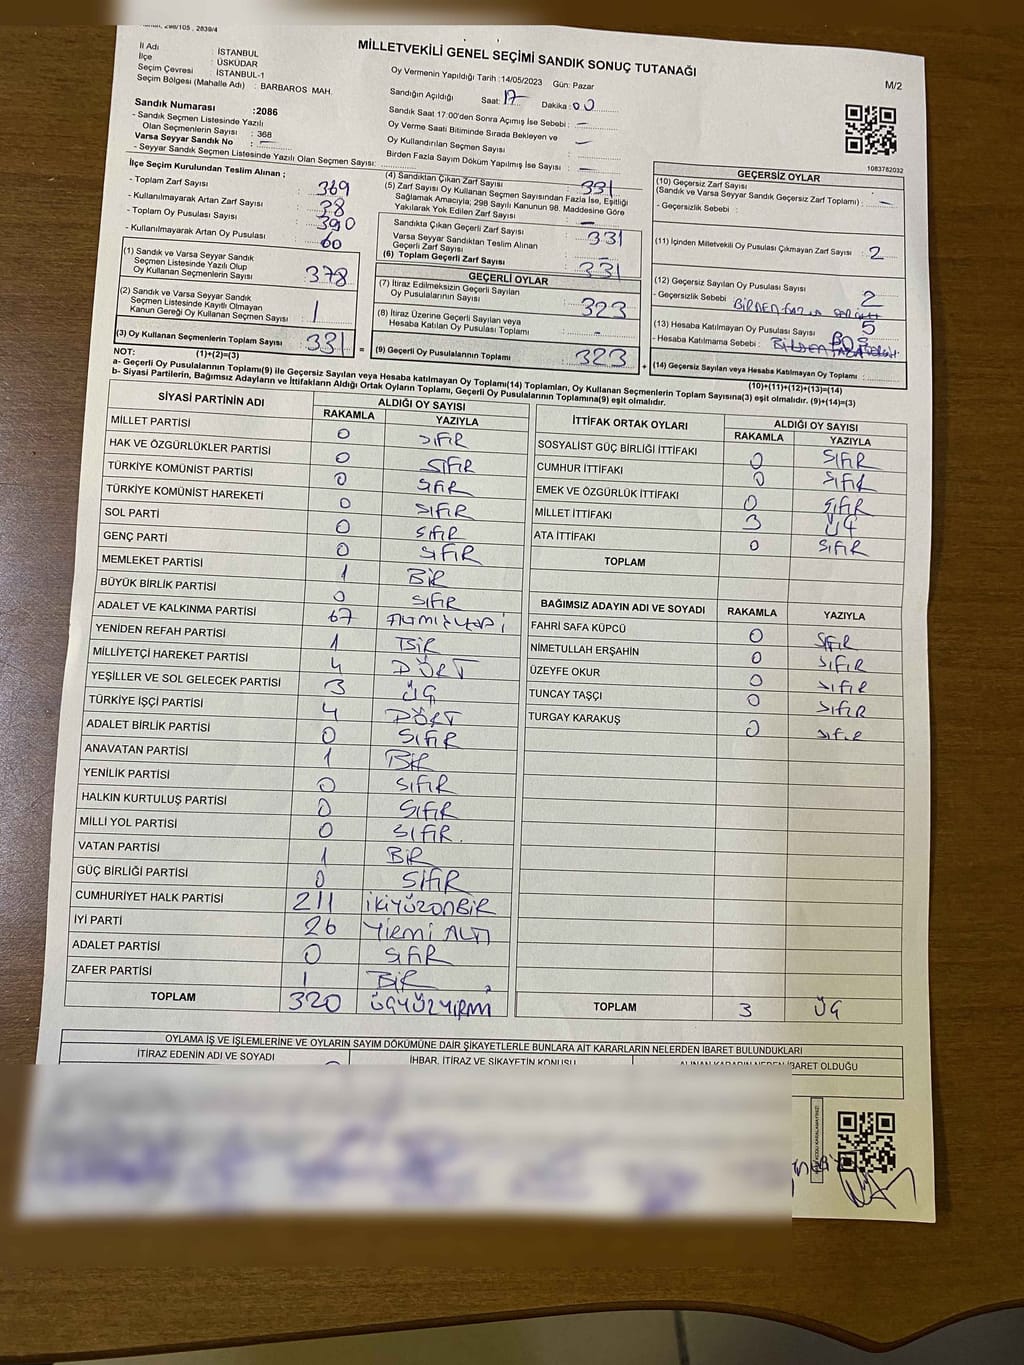 298/105 , 2839/4
MİLLETVEKİLİ GENEL SEÇİMİ SANDIK SONUÇ TUTANAĞI
M/2
İl Adı : İSTANBUL
İlçe : ÜSKÜDAR
Seçim Çevresi : İSTANBUL-1
Seçim Bölgesi (Mahalle Adı) : BARBAROS MAH.
Oy Vermenin Yapıldığı Tarih :14/05/2023 Gün: Pazar
Sandığın Açıldığı Saat: 17 Dakika : 00
Sandık Saat 17:00'den Sonra Açımış İse Sebebi : —
Oy Verme Saati Bitiminde Sırada Bekleyen ve
Oy Kullandırılan Seçmen Sayısı : —
Birden Fazla Sayım Döküm Yapılmış İse Sayısı : —
Sandık Numarası :2086
- Sandık Seçmen Listesinde Yazılı
Olan Seçmenlerin Sayısı : 368
Varsa Seyyar Sandık No : —
- Seyyar Sandık Seçmen Listesinde Yazılı Olan Seçmen Sayısı:
1083782032
İlçe Seçim Kurulundan Teslim Alınan ;
- Toplam Zarf Sayısı 369
- Kullanılmayarak Artan Zarf Sayısı 38
- Toplam Oy Pusulası Sayısı 390
- Kullanılmayarak Artan Oy Pusulası 60
(1) Sandık ve Varsa Seyyar Sandık
Seçmen Listesinde Yazılı Olup
Oy Kullanan Seçmenlerin Sayısı 378
(2) Sandık ve Varsa Seyyar Sandık
Seçmen Listesinde Kayıtlı Olmayan
Kanun Gereği Oy Kullanan Seçmen Sayısı 1
(3) Oy Kullanan Seçmenlerin Toplam Sayısı 331 =
(4) Sandıktan Çıkan Zarf Sayısı 331
(5) Zarf Sayısı Oy Kullanan Seçmen Sayısından Fazla İse, Eşitliği
Sağlamak Amacıyla; 298 Sayılı Kanunun 98. Maddesine Göre
Yakılarak Yok Edilen Zarf Sayısı : —
Sandıkta Çıkan Geçerli Zarf Sayısı 331
Varsa Seyyar Sandıktan Teslim Alınan
Geçerli Zarf Sayısı : —
(6) Toplam Geçerli Zarf Sayısı 331
GEÇERLİ OYLAR
(7) İtiraz Edilmeksizin Geçerli Sayılan
Oy Pusulalarının Sayısı 323
(8) İtiraz Üzerine Geçerli Sayılan veya
Hesaba Katılan Oy Pusulası Toplamı -
(9) Geçerli Oy Pusulalarının Toplamı 323 +
GEÇERSİZ OYLAR
(10) Geçersiz Zarf Sayısı
(Sandık ve Varsa Seyyar Sandık Geçersiz Zarf Toplamı) : -
- Geçersizlik Sebebi :
(11) İçinden Milletvekili Oy Pusulası Çıkmayan Zarf Sayısı : 2
(12) Geçersiz Sayılan Oy Pusulası Sayısı 2
- Geçersizlik Sebebi BİRDEN FAZLA
(13) Hesaba Katılmayan Oy Pusulası Sayısı 5
- Hesaba Katılmama Sebebi :
(14) Geçersiz Sayılan veya Hesaba Katılmayan Oy Toplamı :
(10)+(11)+(12)+(13)=(14)
NOT: (1)+(2)=(3)
a- Geçerli Oy Pusulaları Toplamı(9) ile Geçersiz Sayılan veya Hesaba katılmayan Oy Toplamı(14) Toplamları, Oy Kullanan Seçmenlerin Toplam Sayısına(3) eşit olmalıdır. (9)+(14)=(3)
b- Siyasi Partilerin, Bağımsız Adayların ve İttifakların Aldığı Ortak Oyların Toplamı, Geçerli Oy Pusulalarının Toplamına(9) eşit olmalıdır.
SİYASİ PARTİNİN ADI ALDIĞI OY SAYISI
RAKAMLA YAZIYLA
MİLLET PARTİSİ 0 SIFIR
HAK VE ÖZGÜRLÜKLER PARTİSİ 0 SIFIR
TÜRKİYE KOMÜNİST PARTİSİ 0 SIFIR
TÜRKİYE KOMÜNİST HAREKETİ 0 SIFIR
SOL PARTİ 0 SIFIR
GENÇ PARTİ 0 SIFIR
MEMLEKET PARTİSİ 1 BİR
BÜYÜK BİRLİK PARTİSİ 0 SIFIR
ADALET VE KALKINMA PARTİSİ 67 ALTMIŞYEDİ
YENİDEN REFAH PARTİSİ 1 BİR
MİLLİYETÇİ HAREKET PARTİSİ 4 DÖRT
YEŞİLLER VE SOL GELECEK PARTİSİ 3 ÜÇ
TÜRKİYE İŞÇİ PARTİSİ 4 DÖRT
ADALET BİRLİK PARTİSİ 0 SIFIR
ANAVATAN PARTİSİ 1 BİR
YENİLİK PARTİSİ 0 SIFIR
HALKIN KURTULUŞ PARTİSİ 0 SIFIR
MİLLİ YOL PARTİSİ 0 SIFIR.
VATAN PARTİSİ 1 BİR
GÜÇ BİRLİĞİ PARTİSİ 0 SIFIR
CUMHURİYET HALK PARTİSİ 211 İKİYÜZONBİR
İYİ PARTİ 26 YİRMİ ALTI
ADALET PARTİSİ 0 SIFIR
ZAFER PARTİSİ 1 BİR
TOPLAM 320 ÜÇYÜZYİRMİ
İTTİFAK ORTAK OYLARI ALDIĞI OY SAYISI
RAKAMLA YAZIYLA
SOSYALİST GÜÇ BİRLİĞİ İTTİFAKI 0 SIFIR
CUMHUR İTTİFAKI 0 SIFIR
EMEK VE ÖZGÜRLÜK İTTİFAKI 0 SIFIR
MİLLET İTTİFAKI 3 ÜÇ
ATA İTTİFAKI 0 SIFIR
TOPLAM
BAĞIMSIZ ADAYIN ADI VE SOYADI RAKAMLA YAZIYLA
FAHRİ SAFA KÜPCÜ 0 SIFIR
NİMETULLAH ERŞAHİN 0 SIFIR
ÜZEYFE OKUR 0 SIFIR
TUNCAY TAŞÇI 0 SIFIR
TURGAY KARAKUŞ 0 SIFIR
TOPLAM 3 ÜÇ
OYLAMA İŞ VE İŞLEMLERİNE VE OYLARIN SAYIM DÖKÜMÜNE DAİR ŞİKAYETLERLE BUNLARA AİT KARARLARIN NELERDEN İBARET BULUNDUKLARI
İTİRAZ EDENİN ADI VE SOYADI İHBAR, İTİRAZ VE ŞİKAYETİN KONUSU ALINAN KARARIN NEDEN İBARET OLDUĞU